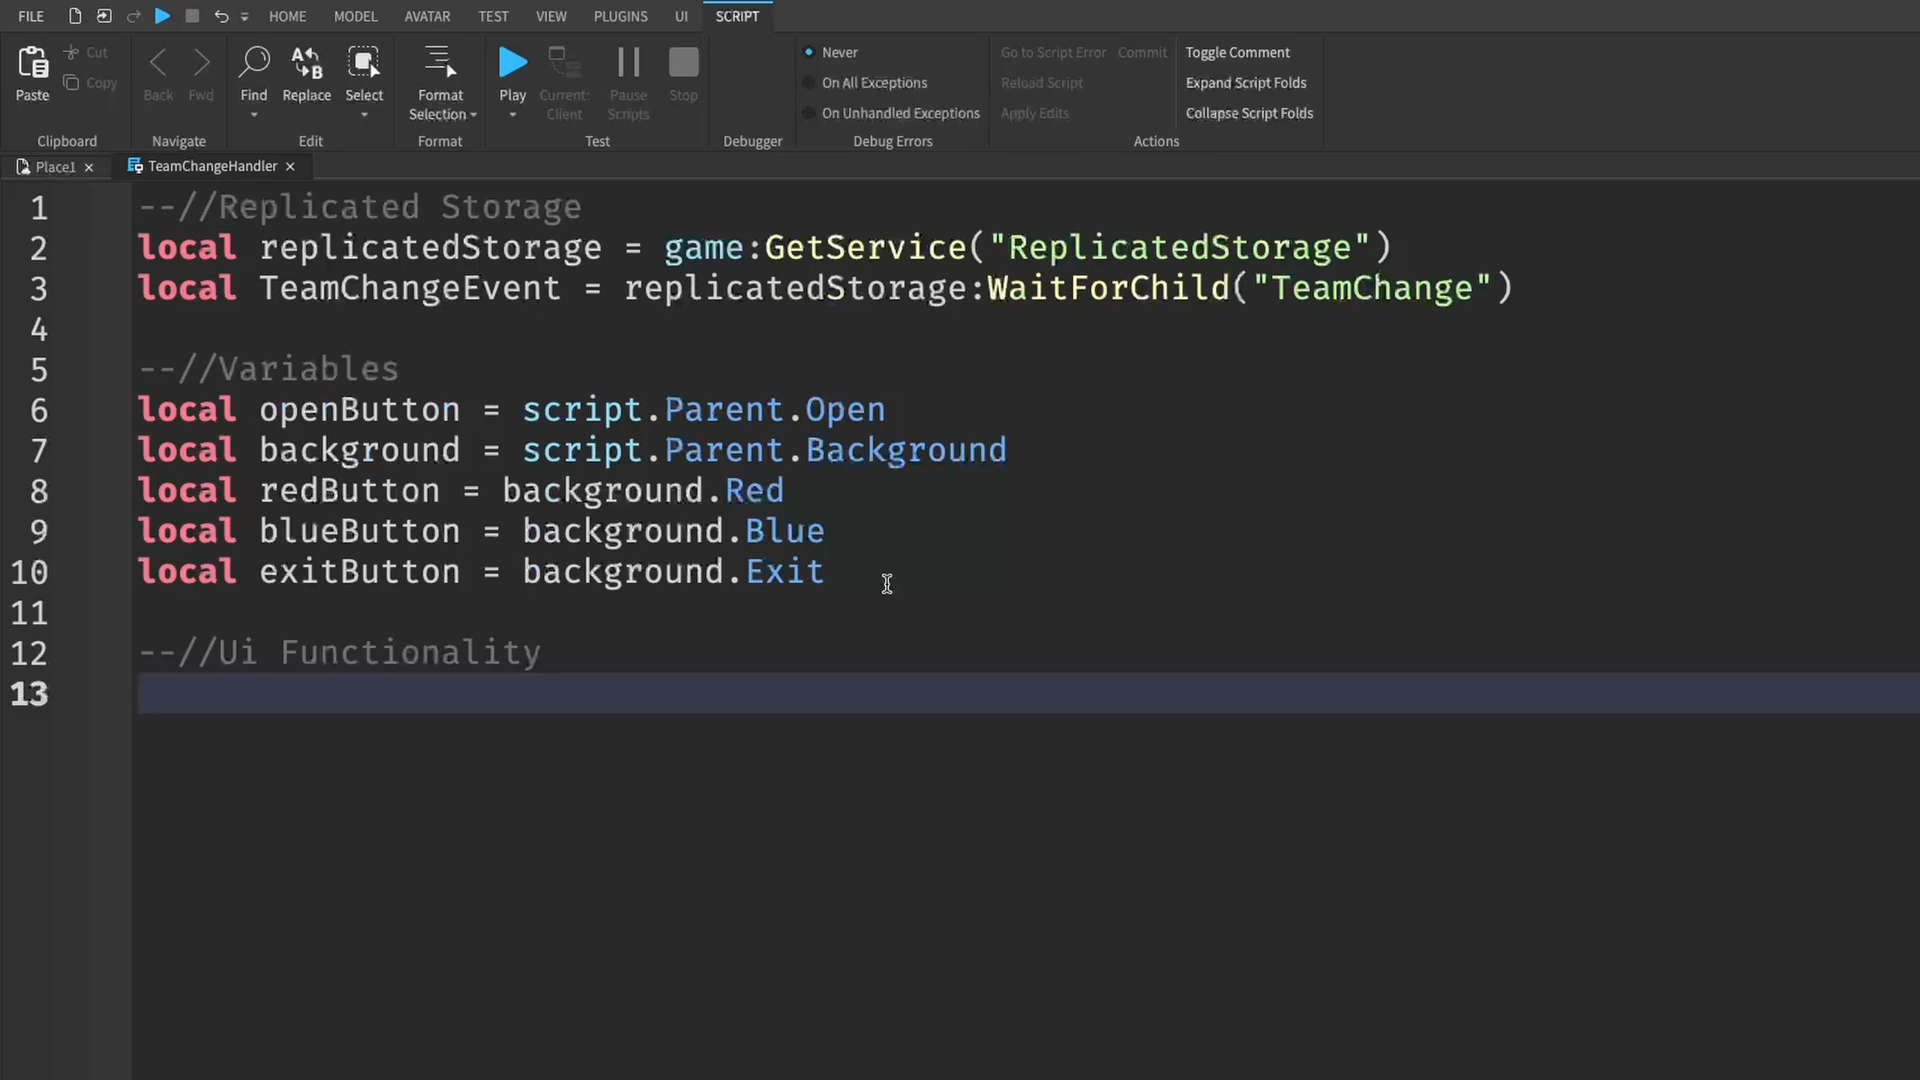 FILE HOME MODEL AVATAR TEST VIEW PLUGINS UI SCRIPT
Paste Cut Copy
Clipboard
Back Fwd
Navigate
Find Replace Select
Edit
Format Selection
Format
Play Current: Client Pause Scripts Stop
Test
Debugger
Never
On All Exceptions
On Unhandled Exceptions
Debug Errors
Go to Script Error Commit
Reload Script
Apply Edits
Toggle Comment
Expand Script Folds
Collapse Script Folds
Actions
Place1 × TeamChangeHandler ×
1 --//Replicated Storage
2 local replicatedStorage = game:GetService("ReplicatedStorage")
3 local TeamChangeEvent = replicatedStorage:WaitForChild("TeamChange")
4
5 --//Variables
6 local openButton = script.Parent.Open
7 local background = script.Parent.Background
8 local redButton = background.Red
9 local blueButton = background.Blue
10 local exitButton = background.Exit
11
12 --//Ui Functionality
13